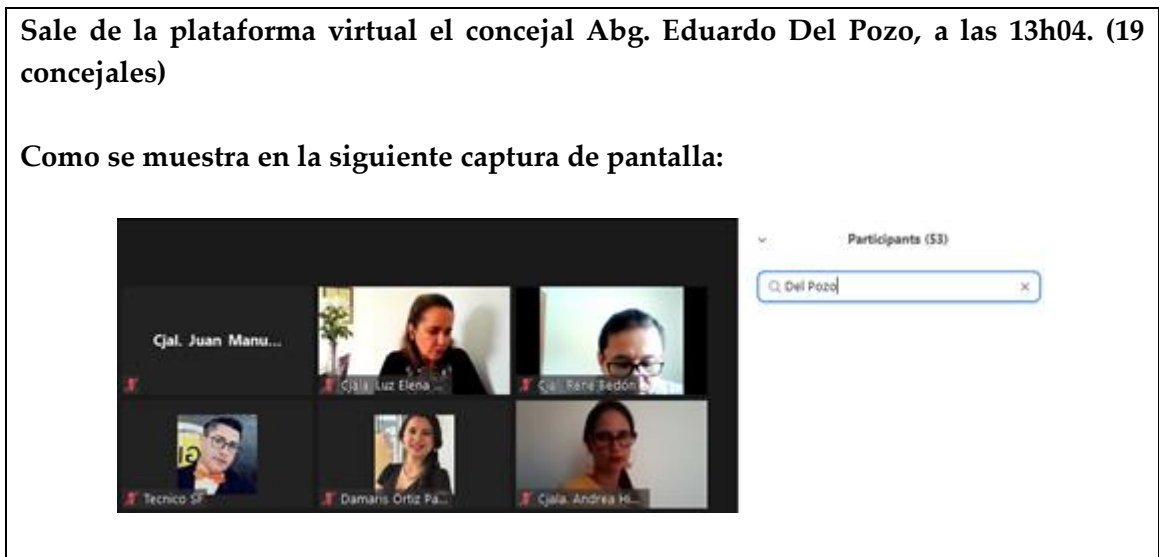 Sale de la plataforma virtual el concejal Abg. Eduardo Del Pozo, a las 13h04. (19
concejales)
Como se muestra en la siguiente captura de pantalla:
Participants (53)
Del Pozo
Cjal. Juan Manu...
Cjala. Luz Elena ...
Cjal. René Bedón
Tecnico SF
Damaris Ortiz Pa...
Cjala. Andrea Hi...